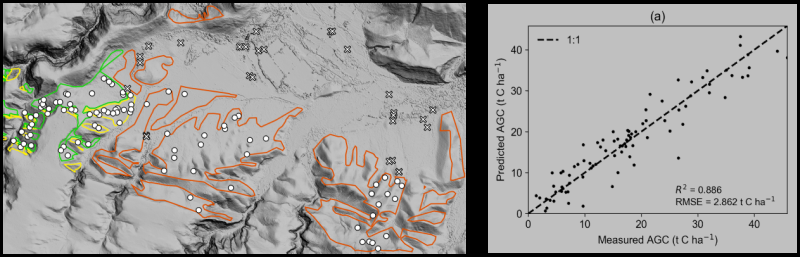 (a)
1:1
Predicted AGC (t C ha⁻¹)
40
30
20
10
0
R² = 0.886
RMSE = 2.862 t C ha⁻¹
0 10 20 30 40
Measured AGC (t C ha⁻¹)